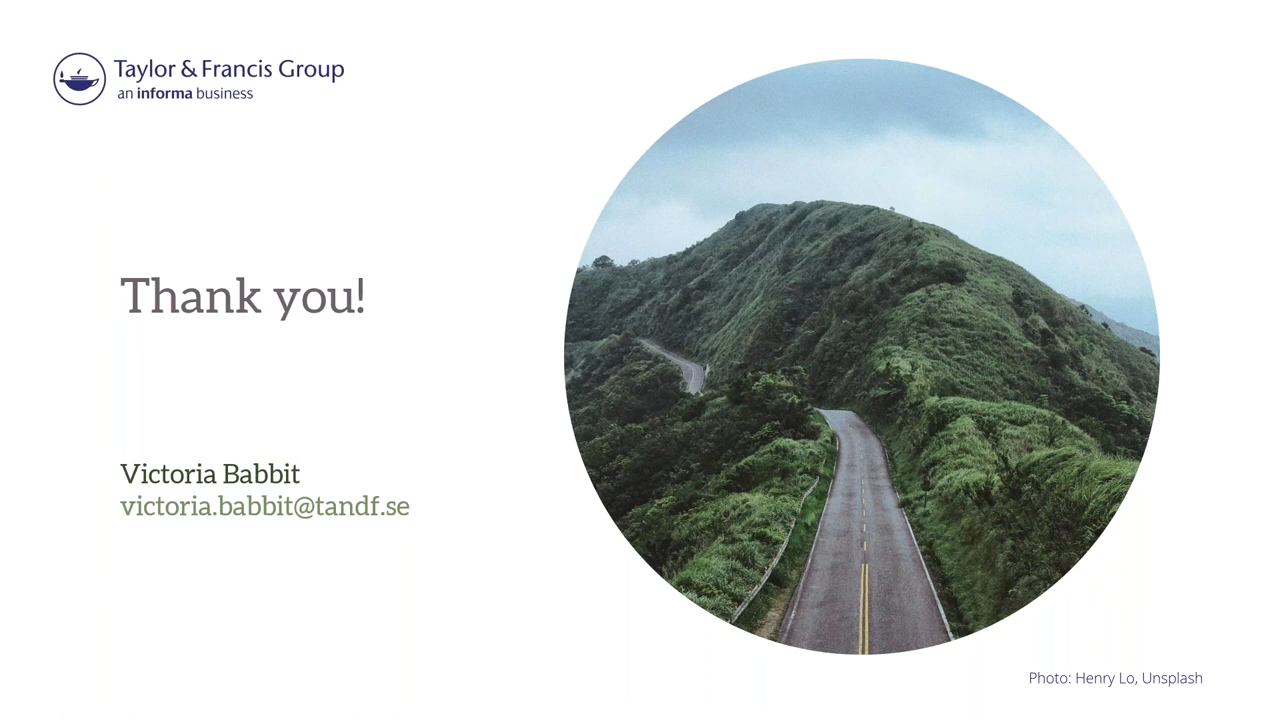 Taylor & Francis Group
an informa business
Thank you!
Victoria Babbit
victoria.babbit@tandf.se
Photo: Henry Lo, Unsplash